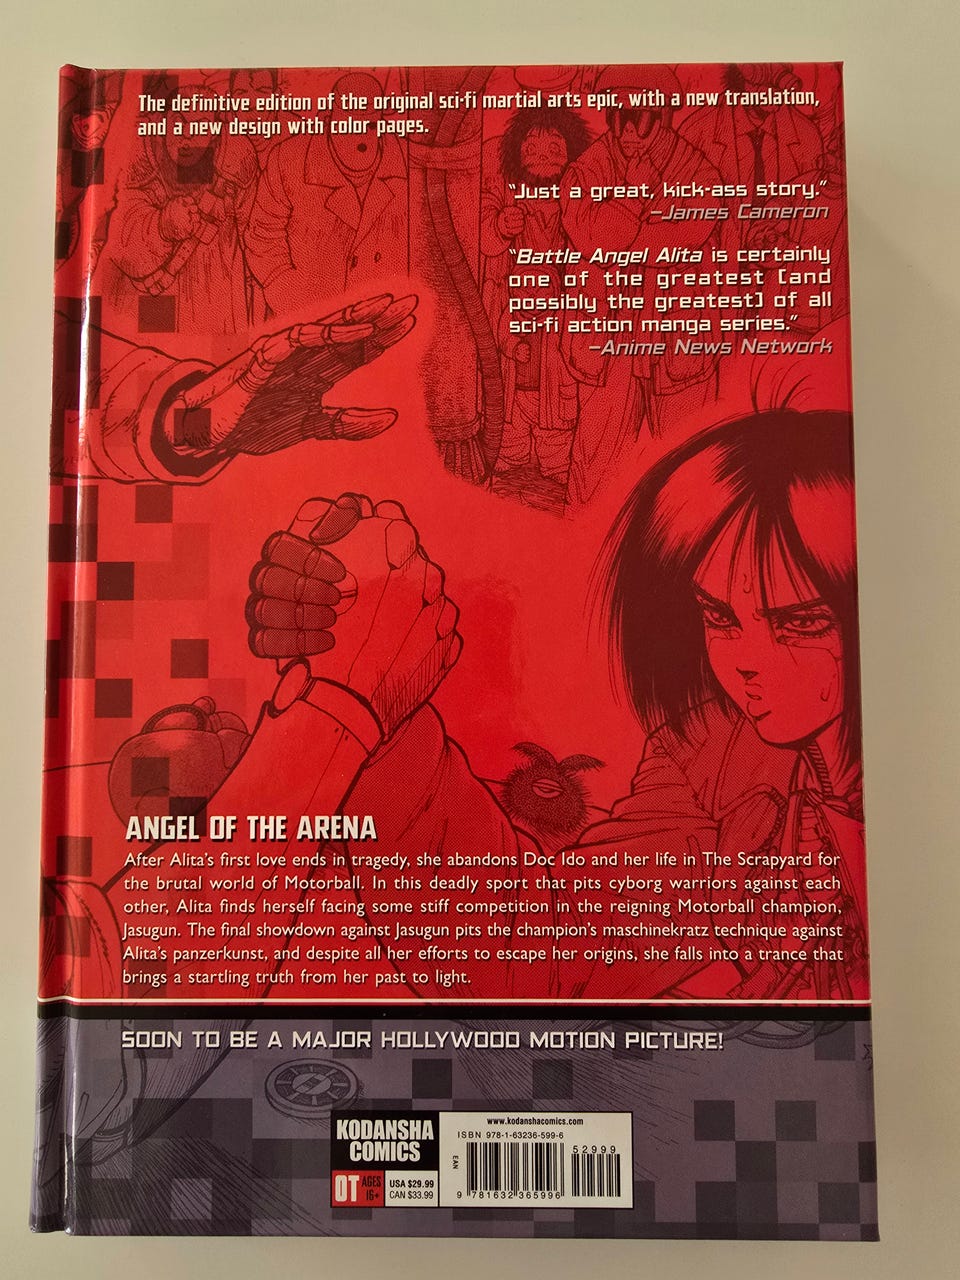 The definitive edition of the original sci-fi martial arts epic, with a new translation,
and a new design with color pages.
“Just a great, kick-ass story.”
–James Cameron
“Battle Angel Alita is certainly
one of the greatest [and
possibly the greatest] of all
sci-fi action manga series.”
–Anime News Network
ANGEL OF THE ARENA
After Alita’s first love ends in tragedy, she abandons Doc Ido and her life in The Scrapyard for
the brutal world of Motorball. In this deadly sport that pits cyborg warriors against each
other, Alita finds herself facing some stiff competition in the reigning Motorball champion,
Jasugun. The final showdown against Jasugun pits the champion’s maschinekratz technique against
Alita’s panzerkunst, and despite all her efforts to escape her origins, she falls into a trance that
brings a startling truth from her past to light.
SOON TO BE A MAJOR HOLLYWOOD MOTION PICTURE!
KODANSHA
COMICS
OT AGES
16+
USA $29.99
CAN $33.99
www.kodanshacomics.com
ISBN 978-1-63236-599-6
52999
EAN
9 781632 365996